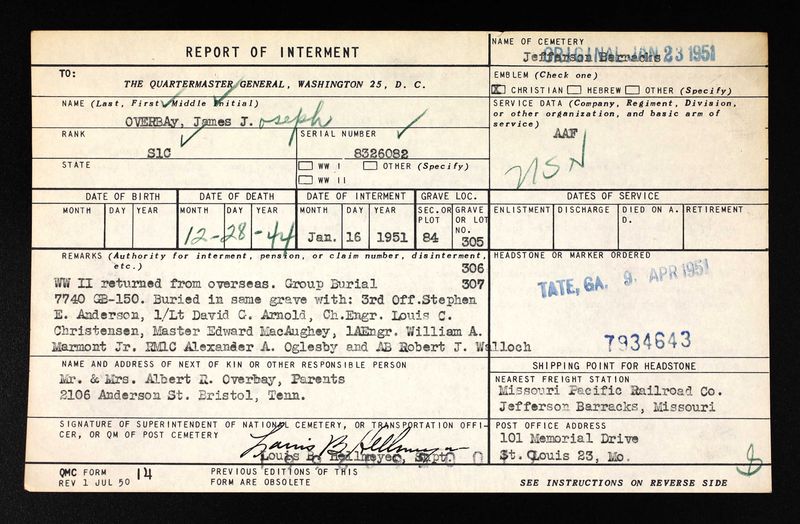 REPORT OF INTERMENT
NAME OF CEMETERY
ORIGINAL JAN 23 1951
Jefferson Barracks
TO:
THE QUARTERMASTER GENERAL, WASHINGTON 25, D. C.
EMBLEM (Check one)
X CHRISTIAN HEBREW OTHER (Specify)
NAME (Last, First Middle Initial)
OVERBAy, James J. oseph
SERVICE DATA (Company, Regiment, Division,
or other organization, and basic arm of
service)
AAF
USN
RANK
S1C
SERIAL NUMBER
8326082
STATE
WW I OTHER (Specify)
WW II
DATE OF BIRTH DATE OF DEATH DATE OF INTERMENT GRAVE LOC. DATES OF SERVICE
MONTH DAY YEAR MONTH DAY YEAR MONTH DAY YEAR SEC. OR PLOT GRAVE OR LOT NO. ENLISTMENT DISCHARGE DIED ON A. D. RETIREMENT
12-28-44 Jan. 16 1951 84 305
306
307
REMARKS (Authority for interment, pension, or claim number, disinterment,
etc.)
WW II returned from overseas. Group Burial
7740 GB-150. Buried in same grave with: 3rd Off.Stephen
E. Anderson, 1/Lt David G. Arnold, Ch.Engr. Louis C.
Christensen, Master Edward MacAughey, 1AEngr. William A.
Marmont Jr. RM1C Alexander A. Oglesby and AB Robert J. Walloch
HEADSTONE OR MARKER ORDERED
TATE, GA. 9. APR 1951
7934643
NAME AND ADDRESS OF NEXT OF KIN OR OTHER RESPONSIBLE PERSON
Mr. & Mrs. Albert R. Overbay, Parents
2106 Anderson St. Bristol, Tenn.
SHIPPING POINT FOR HEADSTONE
NEAREST FREIGHT STATION
Missouri Pacific Railroad Co.
Jefferson Barracks, Missouri
SIGNATURE OF SUPERINTENDENT OF NATIONAL CEMETERY, OR TRANSPORTATION OFFI-
CER, OR QM OF POST CEMETERY
Louis B Hellmeyer
Louis B. Hellmeyer, Supt.
POST OFFICE ADDRESS
101 Memorial Drive
St. Louis 23, Mo.
QMC FORM 14
REV 1 JUL 50
PREVIOUS EDITIONS OF THIS
FORM ARE OBSOLETE
SEE INSTRUCTIONS ON REVERSE SIDE